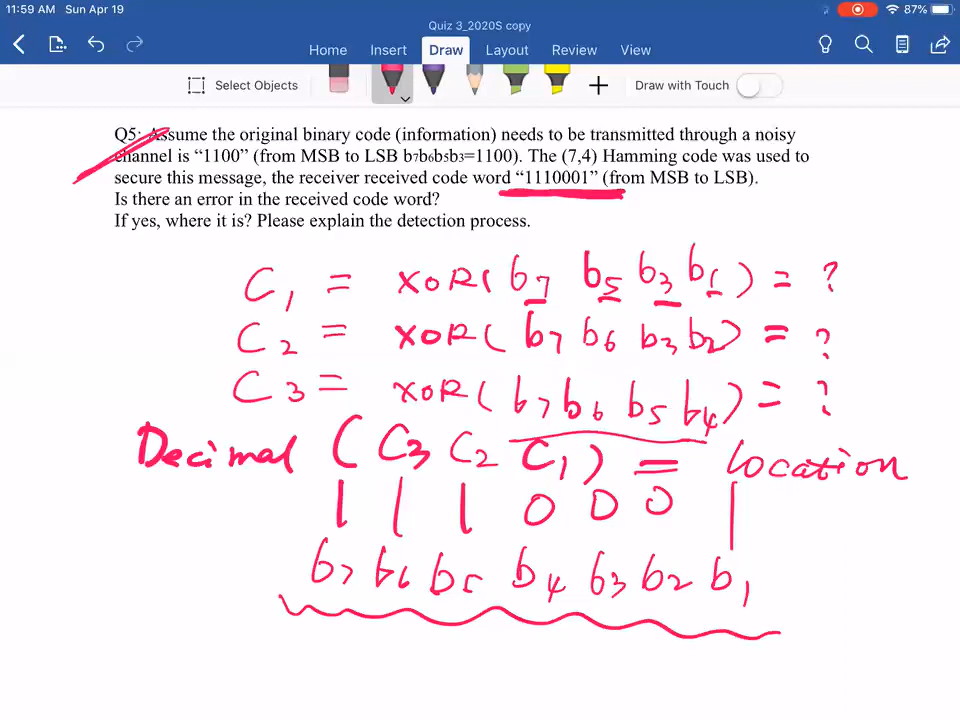 11:59 AM Sun Apr 19
87%
Quiz 3_2020S copy
Home Insert Draw Layout Review View
Select Objects
Draw with Touch
Q5: Assume the original binary code (information) needs to be transmitted through a noisy
channel is “1100” (from MSB to LSB b7b6b5b3=1100). The (7,4) Hamming code was used to
secure this message, the receiver received code word “1110001” (from MSB to LSB).
Is there an error in the received code word?
If yes, where it is? Please explain the detection process.
C1 = XOR( b7 b5 b3 b1 ) = ?
C2 = XOR( b7 b6 b3 b2 ) = ?
C3 = XOR( b7 b6 b5 b4 ) = ?
Decimal ( C3 C2 C1 ) = location
1 1 1 0 0 0 1
b7 b6 b5 b4 b3 b2 b1